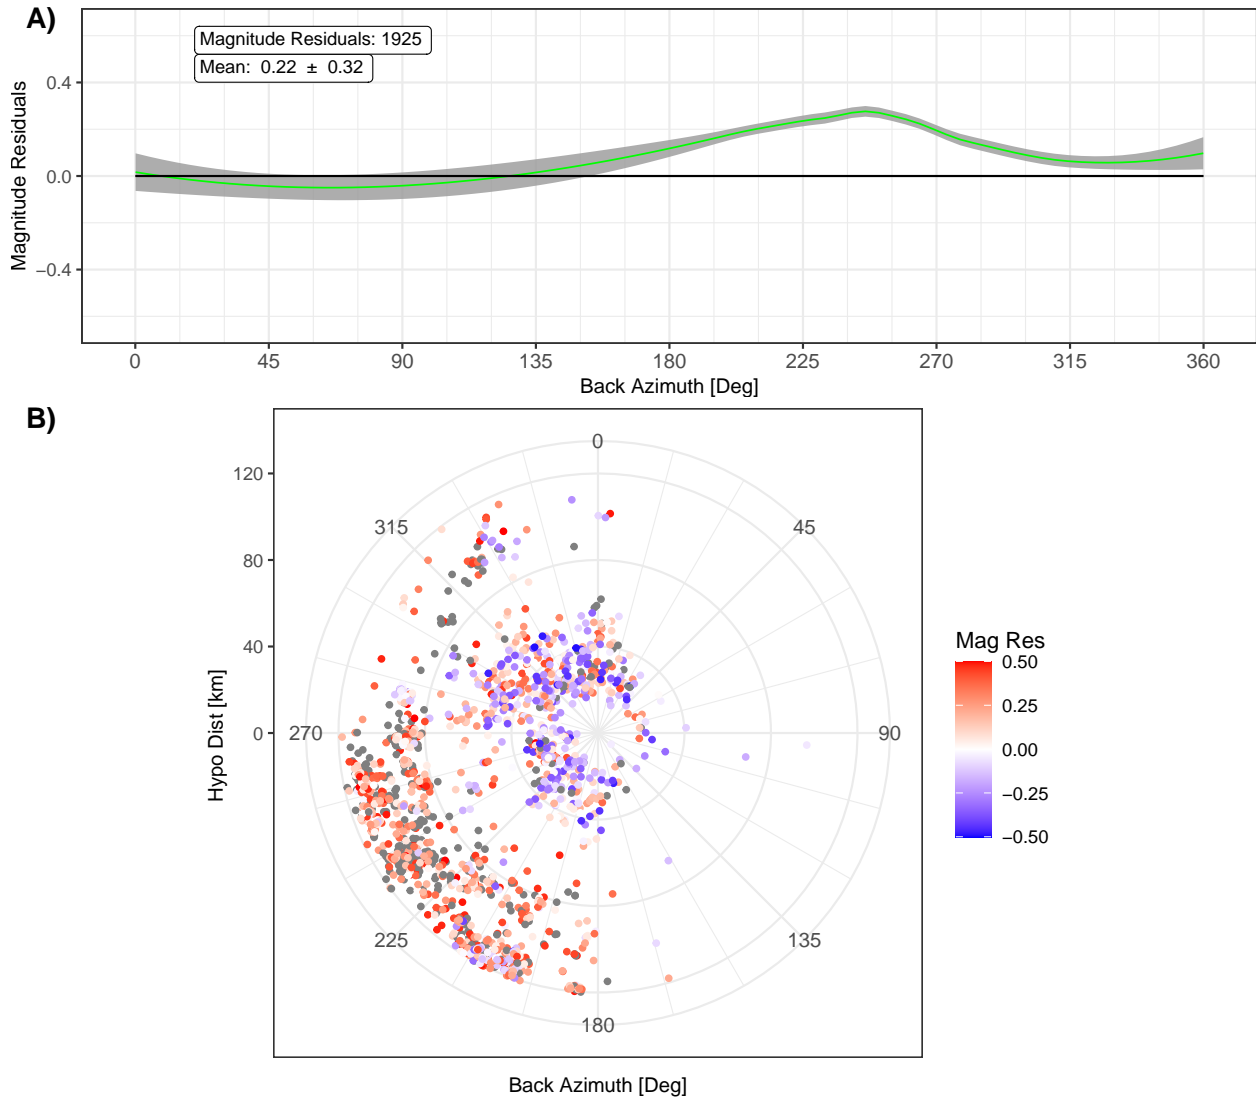 A)
Magnitude Residuals: 1925
Mean:  0.22  ±  0.32
Magnitude Residuals
0.4
0.0
−0.4
0 45 90 135 180 225 270 315 360
Back Azimuth [Deg]
B)
Hypo Dist [km]
120
80
40
0
0
45
90
135
180
225
270
315
Back Azimuth [Deg]
Mag Res
0.50
0.25
0.00
−0.25
−0.50